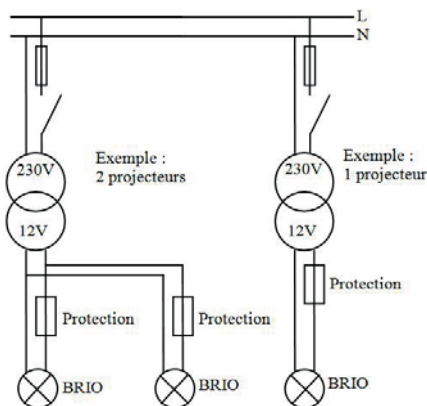 L
N
230V
12V
Exemple :
2 projecteurs
230V
12V
Exemple :
1 projecteur
Protection
Protection
Protection
BRIO
BRIO
BRIO